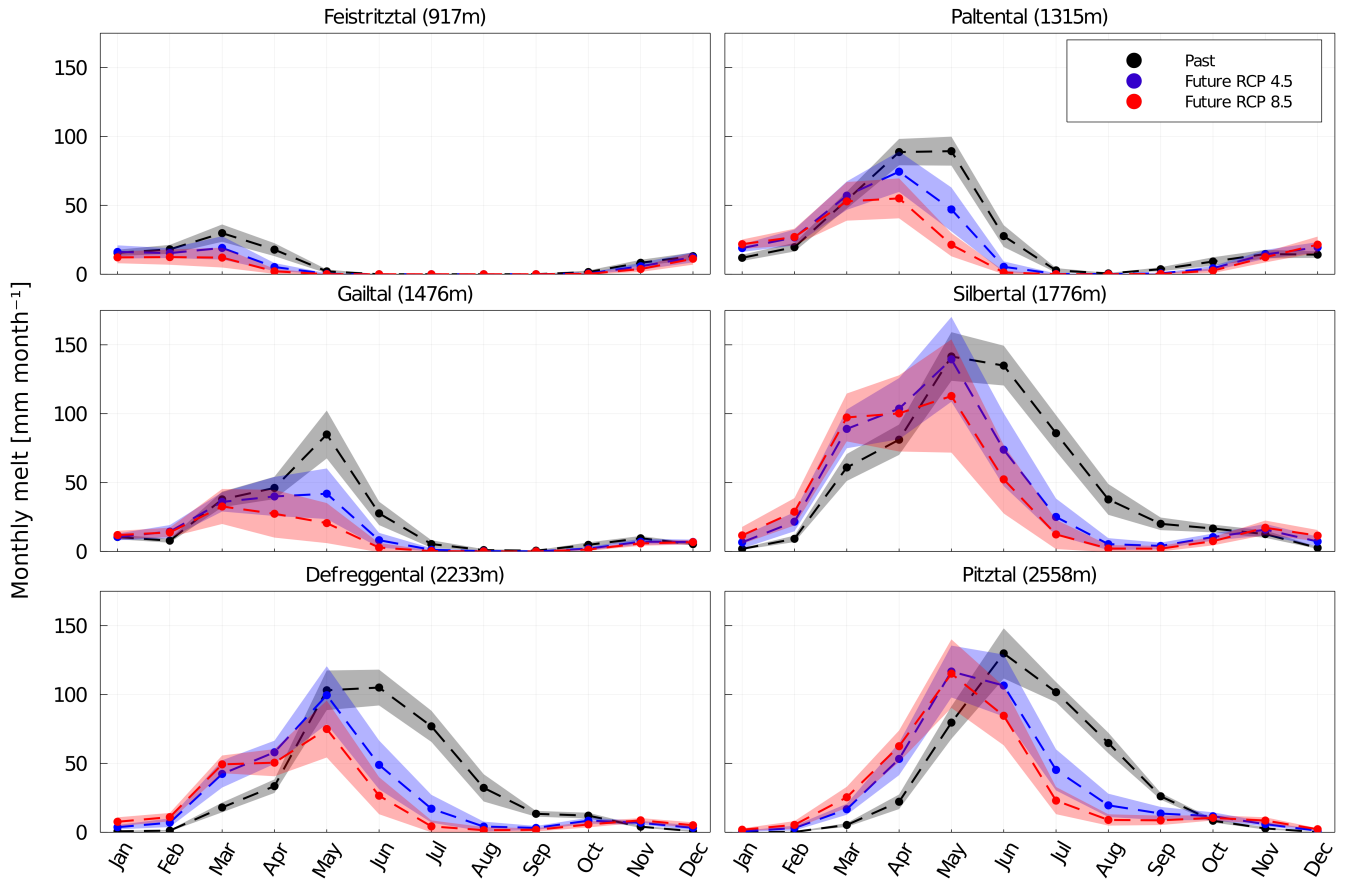 Feistritztal (917m)
Paltental (1315m)
150
100
50
0
Past
Future RCP 4.5
Future RCP 8.5
Gailtal (1476m)
Silbertal (1776m)
150
100
50
0
Monthly melt [mm month⁻¹]
Defreggental (2233m)
Pitztal (2558m)
150
100
50
0
Jan Feb Mar Apr May Jun Jul Aug Sep Oct Nov Dec
Jan Feb Mar Apr May Jun Jul Aug Sep Oct Nov Dec